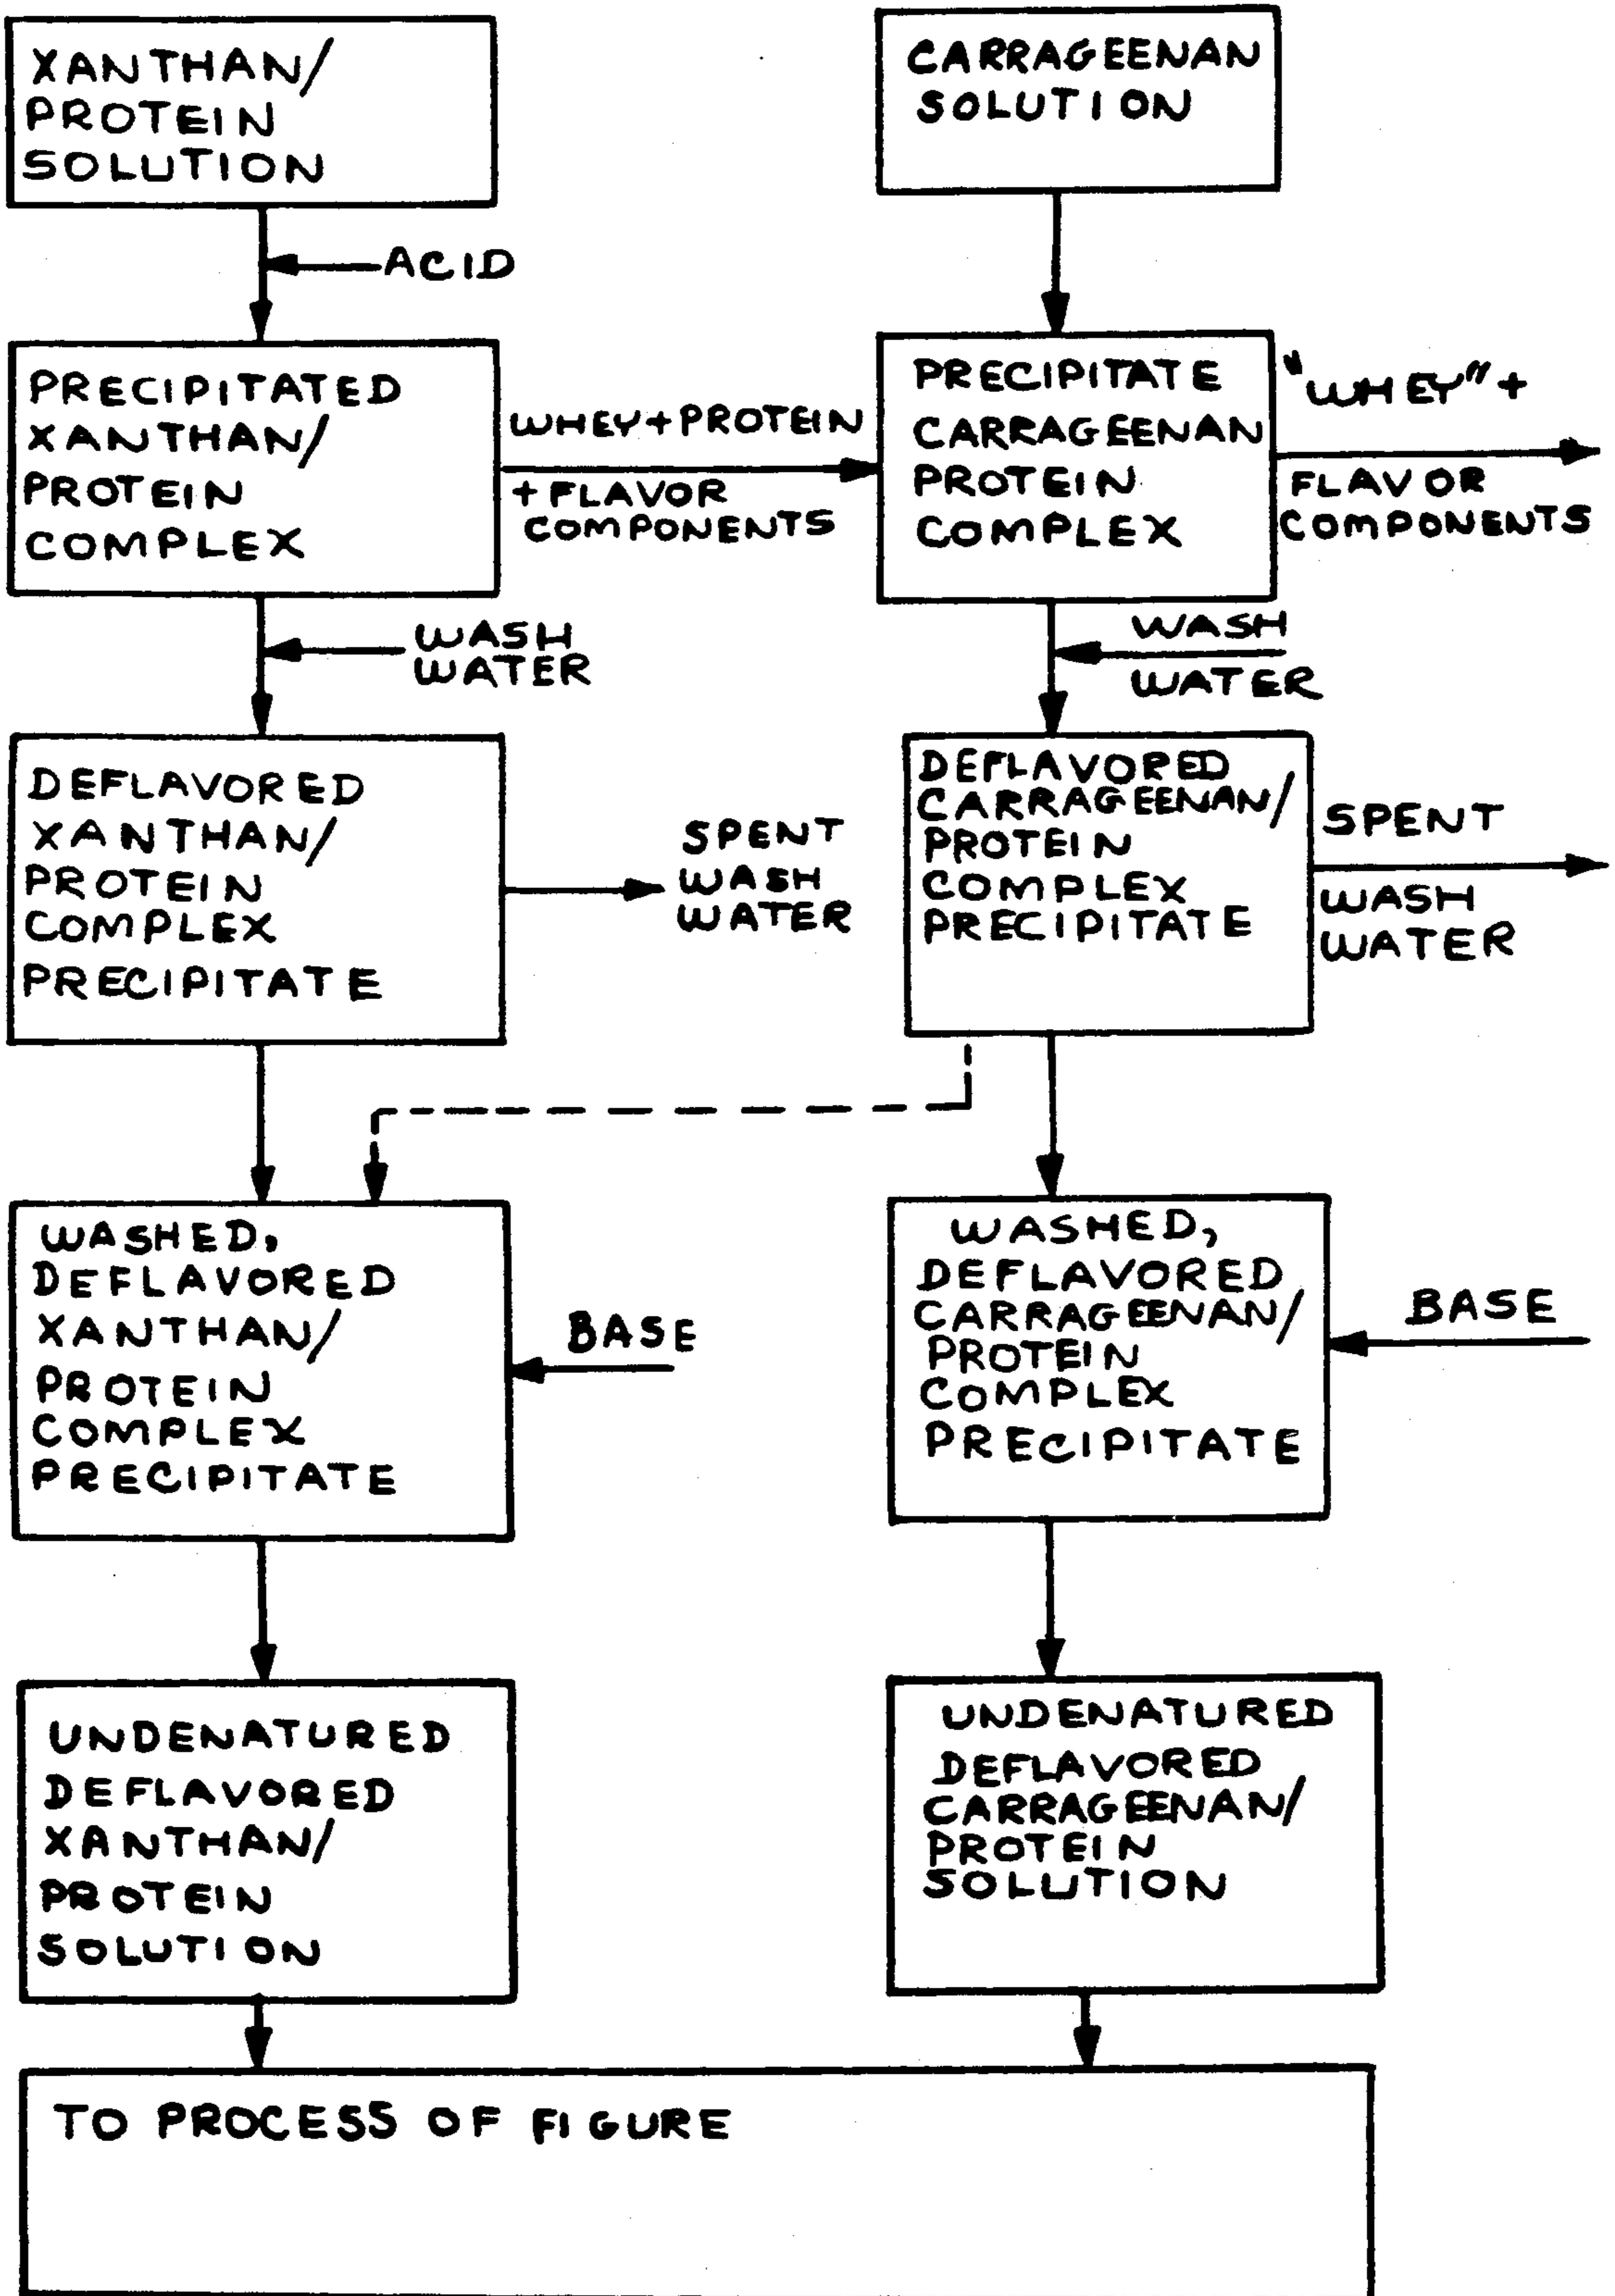 XANTHAN/
PROTEIN
SOLUTION
CARRAGEENAN
SOLUTION
ACID
PRECIPITATED
XANTHAN/
PROTEIN
COMPLEX
WHEY + PROTEIN
+ FLAVOR
COMPONENTS
PRECIPITATE
CARRAGEENAN
PROTEIN
COMPLEX
"WHEY" +
FLAVOR
COMPONENTS
WASH
WATER
WASH
WATER
DEFLAVORED
XANTHAN/
PROTEIN
COMPLEX
PRECIPITATE
SPENT
WASH
WATER
DEFLAVORED
CARRAGEENAN/
PROTEIN
COMPLEX
PRECIPITATE
SPENT
WASH
WATER
WASHED,
DEFLAVORED
XANTHAN/
PROTEIN
COMPLEX
PRECIPITATE
BASE
WASHED,
DEFLAVORED
CARRAGEENAN/
PROTEIN
COMPLEX
PRECIPITATE
BASE
UNDENATURED
DEFLAVORED
XANTHAN/
PROTEIN
SOLUTION
UNDENATURED
DEFLAVORED
CARRAGEENAN/
PROTEIN
SOLUTION
TO PROCESS OF FIGURE